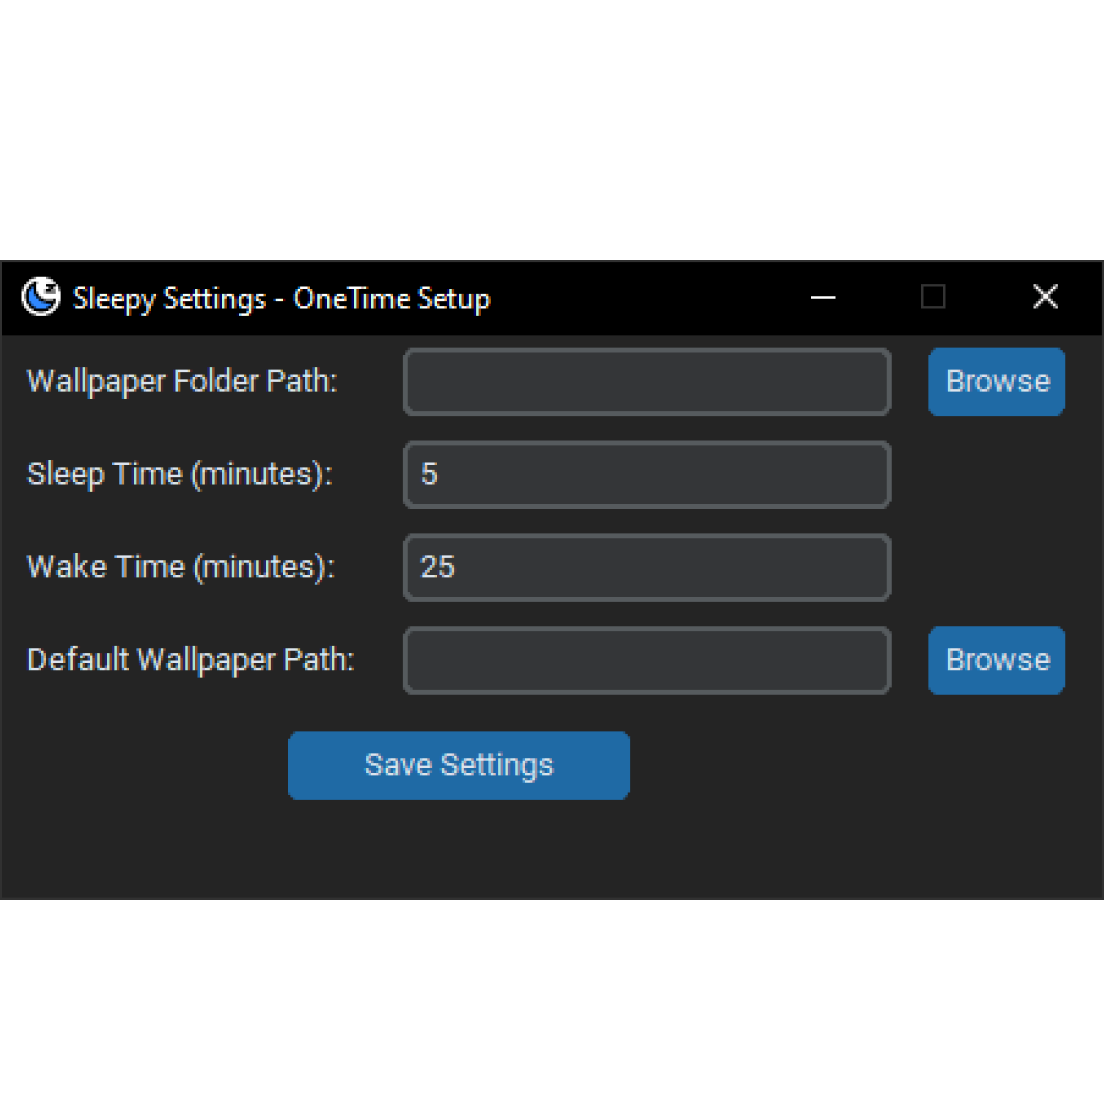 Sleepy Settings - OneTime Setup
Wallpaper Folder Path: Browse
Sleep Time (minutes): 5
Wake Time (minutes): 25
Default Wallpaper Path: Browse
Save Settings